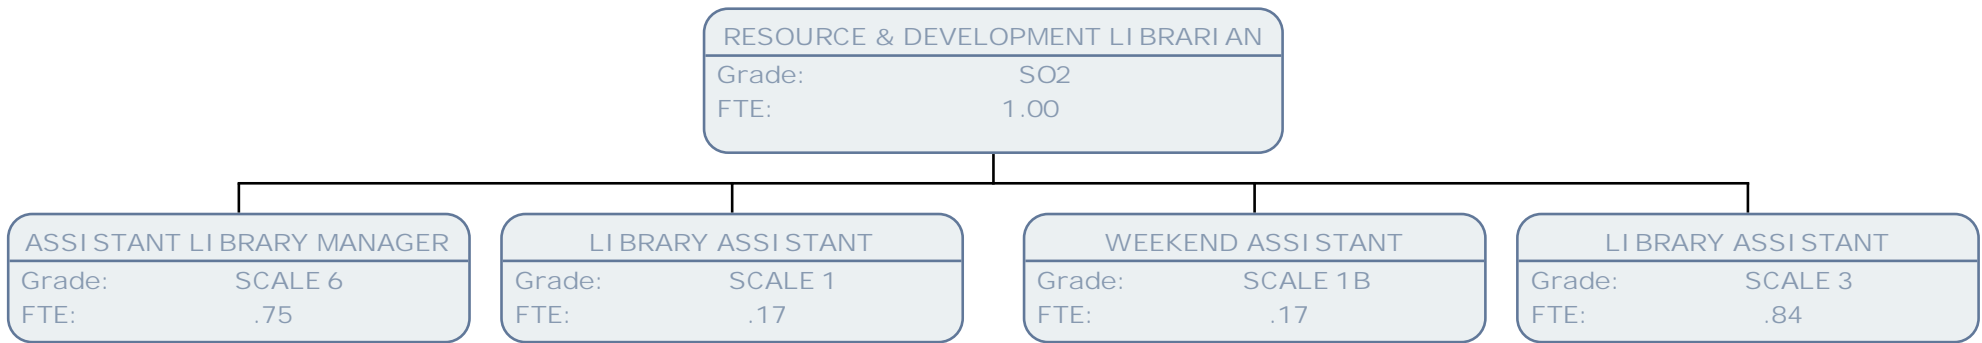 RESOURCE & DEVELOPMENT LIBRARIAN
Grade: SO2
FTE: 1.00
ASSISTANT LIBRARY MANAGER
Grade: SCALE 6
FTE: .75
LIBRARY ASSISTANT
Grade: SCALE 1
FTE: .17
WEEKEND ASSISTANT
Grade: SCALE 1B
FTE: .17
LIBRARY ASSISTANT
Grade: SCALE 3
FTE: .84